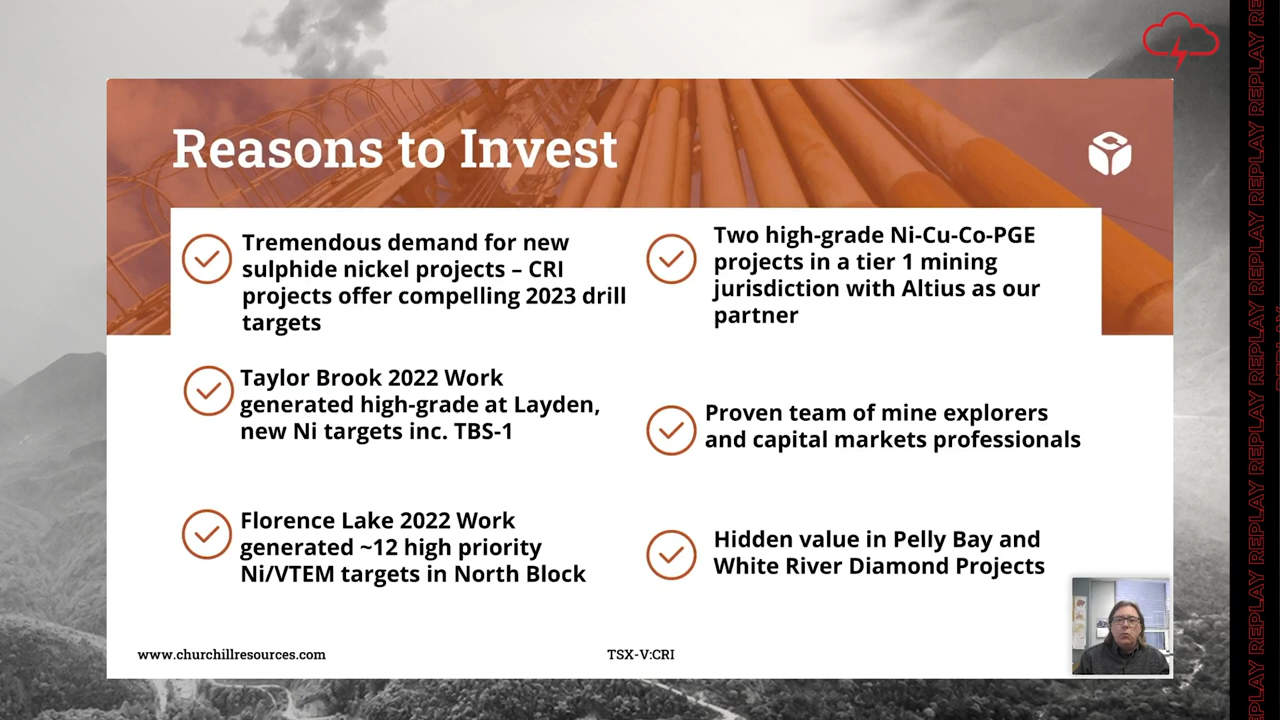 Reasons to Invest
Tremendous demand for new
sulphide nickel projects – CRI
projects offer compelling 2023 drill
targets
Taylor Brook 2022 Work
generated high-grade at Layden,
new Ni targets inc. TBS-1
Florence Lake 2022 Work
generated ~12 high priority
Ni/VTEM targets in North Block
Two high-grade Ni-Cu-Co-PGE
projects in a tier 1 mining
jurisdiction with Altius as our
partner
Proven team of mine explorers
and capital markets professionals
Hidden value in Pelly Bay and
White River Diamond Projects
www.churchillresources.com
TSX-V:CRI
REPLAY REPLAY REPLAY REPLAY REPLAY REPLAY REPLAY REPLAY